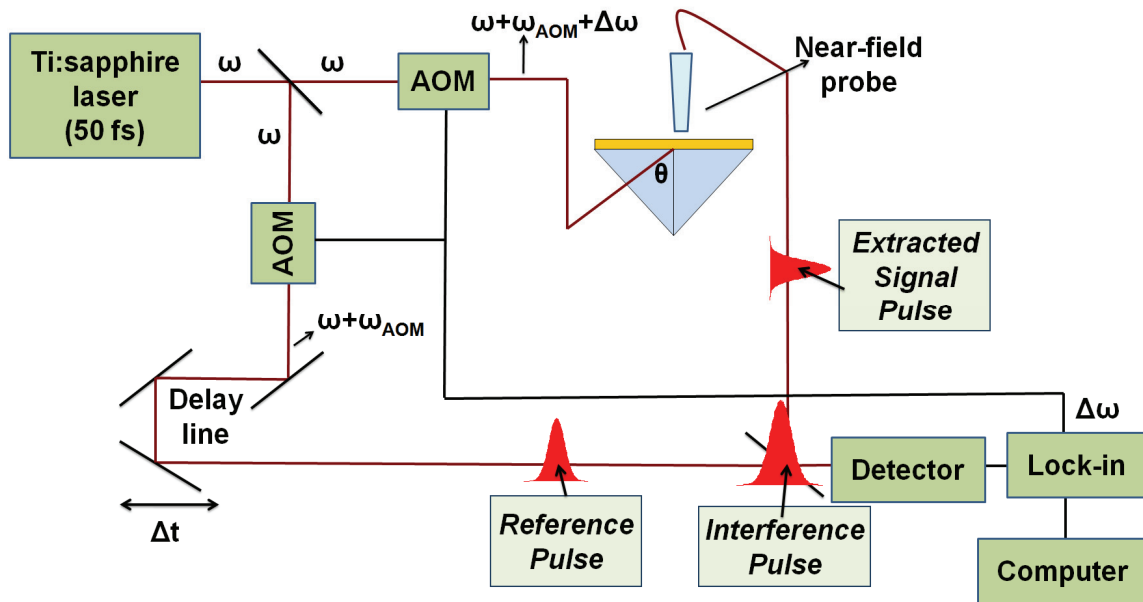 Ti:sapphire
laser
(50 fs)
ω
ω
ω
AOM
ω+ωAOM+Δω
Near-field
probe
θ
AOM
ω+ωAOM
Extracted
Signal
Pulse
Delay
line
Δt
Reference
Pulse
Interference
Pulse
Detector
Δω
Lock-in
Computer